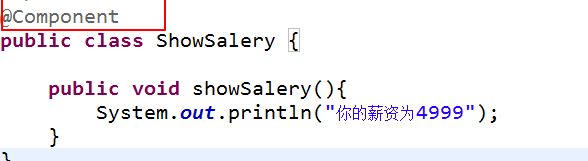 @Component
public class ShowSalery {
public void showSalery(){
System.out.println("你的薪资为4999");
}
}